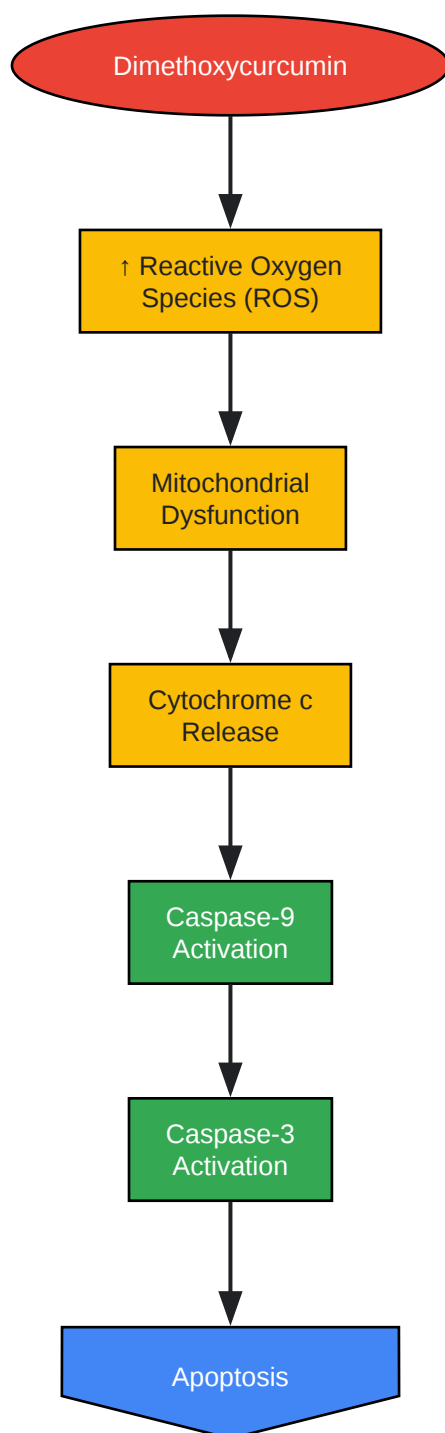 Dimethoxycurcumin
↑ Reactive Oxygen
Species (ROS)
Mitochondrial
Dysfunction
Cytochrome c
Release
Caspase-9
Activation
Caspase-3
Activation
Apoptosis